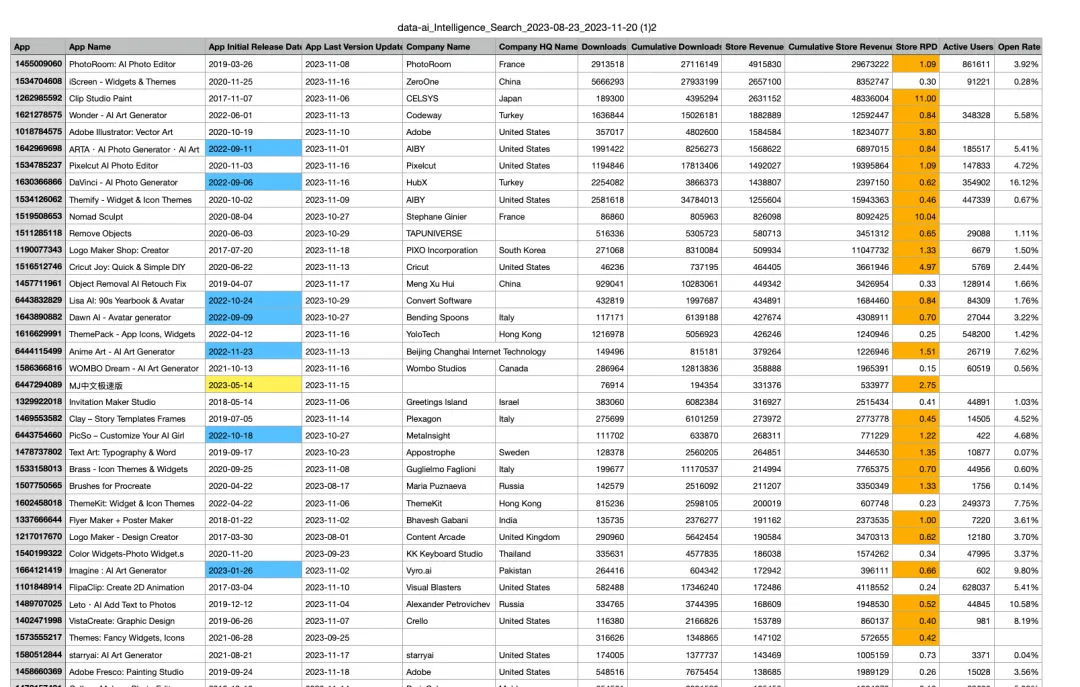 data-ai_Intelligence_Search_2023-08-23_2023-11-20 (1)2
App App Name App Initial Release Date App Last Version Update Company Name Company HQ Name Downloads Cumulative Downloads Store Revenue Cumulative Store Revenue Store RPD Active Users Open Rate
1455009060 PhotoRoom: AI Photo Editor 2019-03-26 2023-11-08 PhotoRoom France 2913518 27116149 4915830 29673222 1.09 861611 3.92%
1534704608 iScreen - Widgets & Themes 2020-11-25 2023-11-16 ZeroOne China 5666293 27933199 2657100 8352747 0.30 91221 0.28%
1262985592 Clip Studio Paint 2017-11-07 2023-11-06 CELSYS Japan 189300 4395294 2631152 48336004 11.00
1621278575 Wonder - AI Art Generator 2022-06-01 2023-11-13 Codeway Turkey 1636844 15026181 1882889 12592447 0.84 348328 5.58%
1018784575 Adobe Illustrator: Vector Art 2020-10-19 2023-11-10 Adobe United States 357017 4802600 1584584 18234077 3.80
1642969698 ARTA · AI Photo Generator · AI Art 2022-09-11 2023-11-01 AIBY United States 1991422 8256273 1568622 6897015 0.84 185517 5.41%
1534785237 Pixelcut AI Photo Editor 2020-11-03 2023-11-16 Pixelcut United States 1194846 17813406 1492027 19395864 1.09 147833 4.72%
1630366866 DaVinci - AI Photo Generator 2022-09-06 2023-11-16 HubX Turkey 2254082 3866373 1438807 2397150 0.62 354902 16.12%
1534126062 Themify - Widget & Icon Themes 2020-10-02 2023-11-09 AIBY United States 2581618 34784013 1255604 15943363 0.46 447339 0.67%
1519508653 Nomad Sculpt 2020-08-04 2023-10-27 Stephane Ginier France 86860 805963 826098 8092425 10.04
1511285118 Remove Objects 2020-06-03 2023-10-29 TAPUNIVERSE 516336 5305723 580713 3451312 0.65 29088 1.11%
1190077343 Logo Maker Shop: Creator 2017-07-20 2023-11-18 PIXO Incorporation South Korea 271068 8310084 509934 11047732 1.33 6679 1.50%
1516512746 Cricut Joy: Quick & Simple DIY 2020-06-22 2023-11-13 Cricut United States 46236 737195 464405 3661946 4.97 5769 2.44%
1457711961 Object Removal AI Retouch Fix 2019-04-07 2023-11-17 Meng Xu Hui China 929041 10283061 449342 3426954 0.33 128914 1.66%
6443832829 Lisa AI: 90s Yearbook & Avatar 2022-10-24 2023-10-29 Convert Software 432819 1997687 434891 1684460 0.84 84309 1.76%
1643890882 Dawn AI - Avatar generator 2022-09-09 2023-10-27 Bending Spoons Italy 117171 6139188 427674 4308911 0.70 27044 3.22%
1616629991 ThemePack - App Icons, Widgets 2022-04-12 2023-11-16 YoloTech Hong Kong 1216978 5056923 426246 1240946 0.25 548200 1.42%
6444115499 Anime Art - AI Art Generator 2022-11-23 2023-11-13 Beijing Changhai Internet Technology 149496 815181 379264 1226946 1.51 26719 7.62%
1586366816 WOMBO Dream - AI Art Generator 2021-10-13 2023-11-16 Wombo Studios Canada 286964 12813836 358888 1965391 0.15 60519 0.56%
6447294089 MJ中文极速版 2023-05-14 2023-11-15 76914 194354 331376 533977 2.75
1329922018 Invitation Maker Studio 2018-05-14 2023-11-06 Greetings Island Israel 383060 6082384 316927 2515434 0.41 44891 1.03%
1469553582 Clay – Story Templates Frames 2019-07-05 2023-11-14 Plexagon Italy 275699 6101259 273972 2773778 0.45 14505 4.52%
6443754660 PicSo – Customize Your AI Girl 2022-10-18 2023-10-27 MetaInsight 111702 633870 268311 771229 1.22 422 4.68%
1478737802 Text Art: Typography & Word 2019-09-17 2023-10-23 Appostrophe Sweden 128378 2560205 264851 3446530 1.35 10877 0.07%
1533158013 Brass - Icon Themes & Widgets 2020-09-25 2023-11-08 Guglielmo Faglioni Italy 199677 11170537 214994 7765375 0.70 44956 0.60%
1507750565 Brushes for Procreate 2020-04-22 2023-08-17 Maria Puznaeva Russia 142579 2516092 211207 3350349 1.33 1756 0.14%
1602458018 ThemeKit: Widget & Icon Themes 2022-04-22 2023-11-06 ThemeKit Hong Kong 815236 2598105 200019 607748 0.23 249373 7.75%
1337666644 Flyer Maker + Poster Maker 2018-01-22 2023-11-02 Bhavesh Gabani India 135735 2376277 191162 2373535 1.00 7220 3.61%
1217017670 Logo Maker - Design Creator 2017-03-30 2023-08-01 Content Arcade United Kingdom 290960 5642450 190584 3470313 0.62 12180 3.70%
1540199322 Color Widgets-Photo Widget.s 2020-11-20 2023-09-23 KK Keyboard Studio Thailand 335631 4577835 186038 1574262 0.34 47995 3.37%
1664121419 Imagine : AI Art Generator 2023-01-26 2023-11-02 Vyro.ai Pakistan 264416 604342 172942 396111 0.66 602 9.80%
1101848914 FlipaClip: Create 2D Animation 2017-03-04 2023-11-10 Visual Blasters United States 582488 17346240 172486 4118552 0.24 628037 5.41%
1489707025 Leto · AI Add Text to Photos 2019-12-12 2023-11-04 Alexander Petrovichev Russia 334765 3744395 168609 1948530 0.52 44845 10.58%
1402471998 VistaCreate: Graphic Design 2019-06-26 2023-11-07 Crello United States 116380 2166826 153789 860137 0.40 981 8.19%
1573555217 Themes: Fancy Widgets, Icons 2021-06-28 2023-09-25 316626 1348865 147102 572655 0.42
1580512844 starryai: AI Art Generator 2021-08-21 2023-11-17 starryai United States 174005 1377737 143469 1005159 0.73 3371 0.04%
1458660369 Adobe Fresco: Painting Studio 2019-09-24 2023-11-18 Adobe United States 548516 7675454 138685 1989129 0.26 15028 3.56%